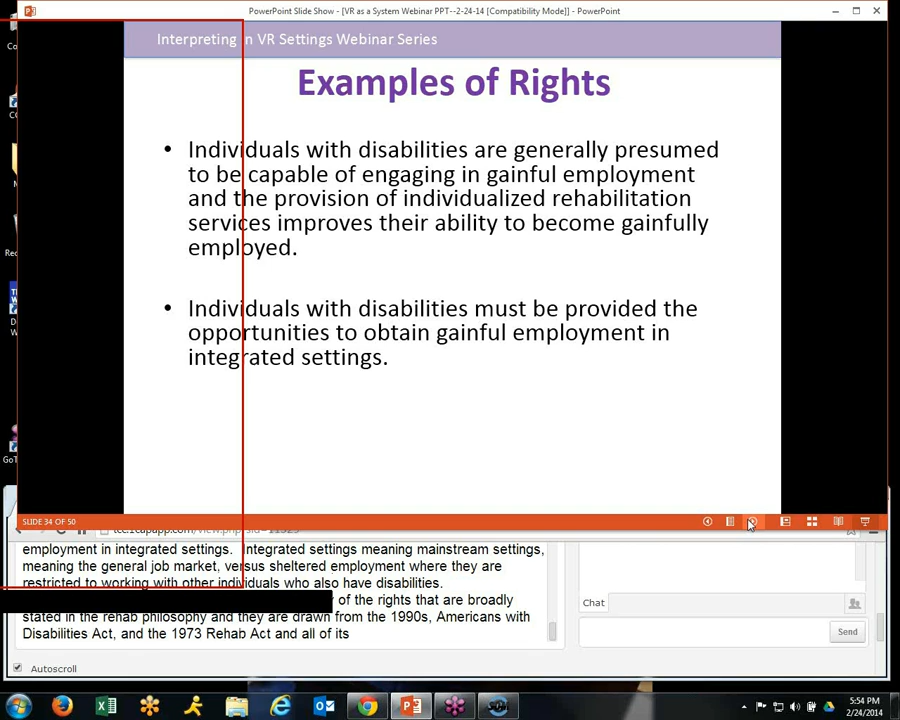 PowerPoint Slide Show - [VR as a System Webinar PPT--2-24-14 [Compatibility Mode]] - PowerPoint
Interpreting in VR Settings Webinar Series
Examples of Rights
• Individuals with disabilities are generally presumed
to be capable of engaging in gainful employment
and the provision of individualized rehabilitation
services improves their ability to become gainfully
employed.
• Individuals with disabilities must be provided the
opportunities to obtain gainful employment in
integrated settings.
SLIDE 34 OF 50
employment in integrated settings. Integrated settings meaning mainstream settings,
meaning the general job market, versus sheltered employment where they are
restricted to working with other individuals who also have disabilities.
of the rights that are broadly
stated in the rehab philosophy and they are drawn from the 1990s, Americans with
Disabilities Act, and the 1973 Rehab Act and all of its
Chat
Send
Autoscroll
5:54 PM
2/24/2014